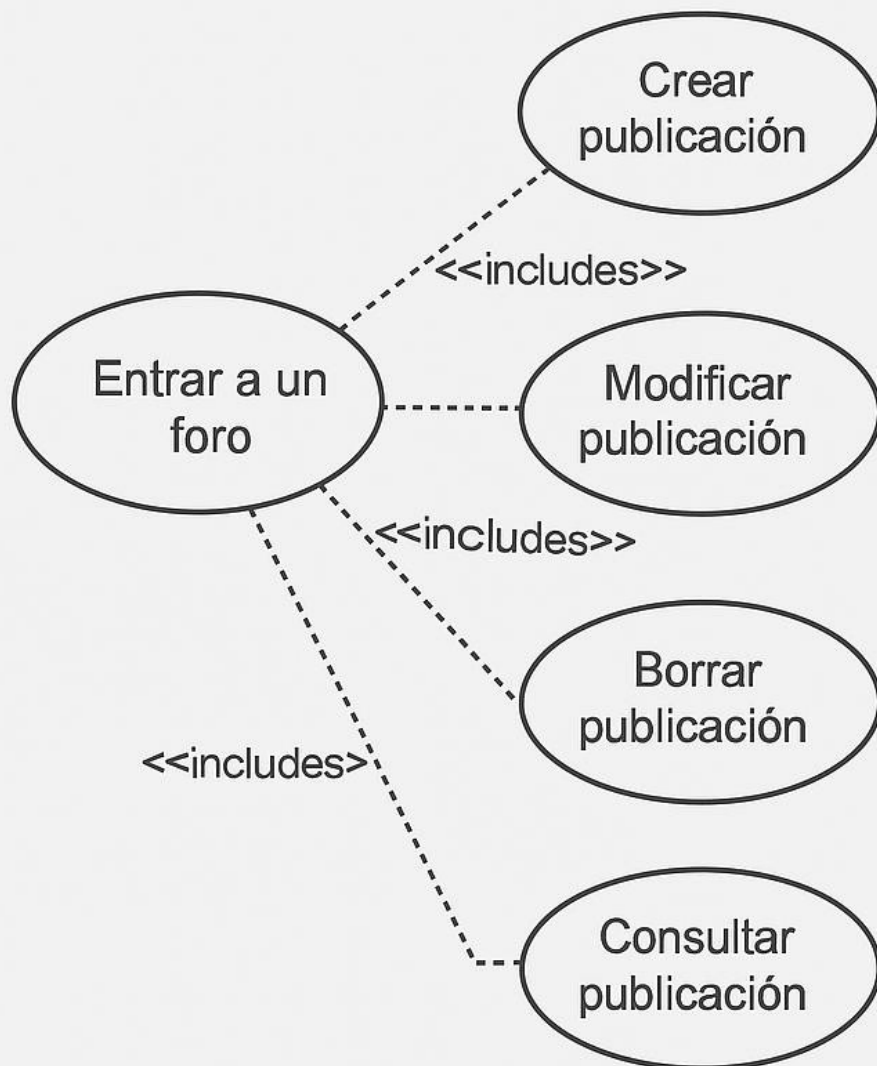 Crear
publicación
<<includes>>
Entrar a un
foro
Modificar
publicación
<<includes>>
Borrar
publicación
<<includes>
Consultar
publicación